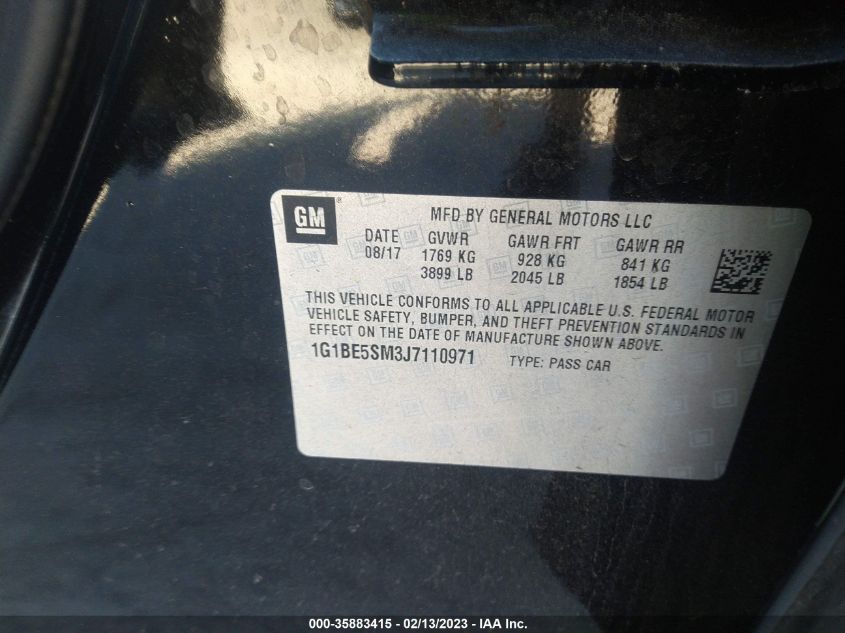 GM
MFD BY GENERAL MOTORS LLC
DATE GVWR GAWR FRT GAWR RR
08/17 1769 KG 928 KG 841 KG
3899 LB 2045 LB 1854 LB
THIS VEHICLE CONFORMS TO ALL APPLICABLE U.S. FEDERAL MOTOR
VEHICLE SAFETY, BUMPER, AND THEFT PREVENTION STANDARDS IN
EFFECT ON THE DATE OF MANUFACTURE SHOWN ABOVE.
1G1BE5SM3J7110971 TYPE: PASS CAR
000-35883415 - 02/13/2023 - IAA Inc.